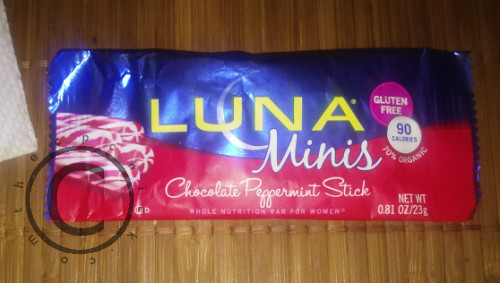 LUNA®
Minis
GLUTEN
FREE
90
CALORIES
70% ORGANIC
Chocolate Peppermint Stick
WHOLE NUTRITION BAR FOR WOMEN®
NET WT
0.81 OZ/23g